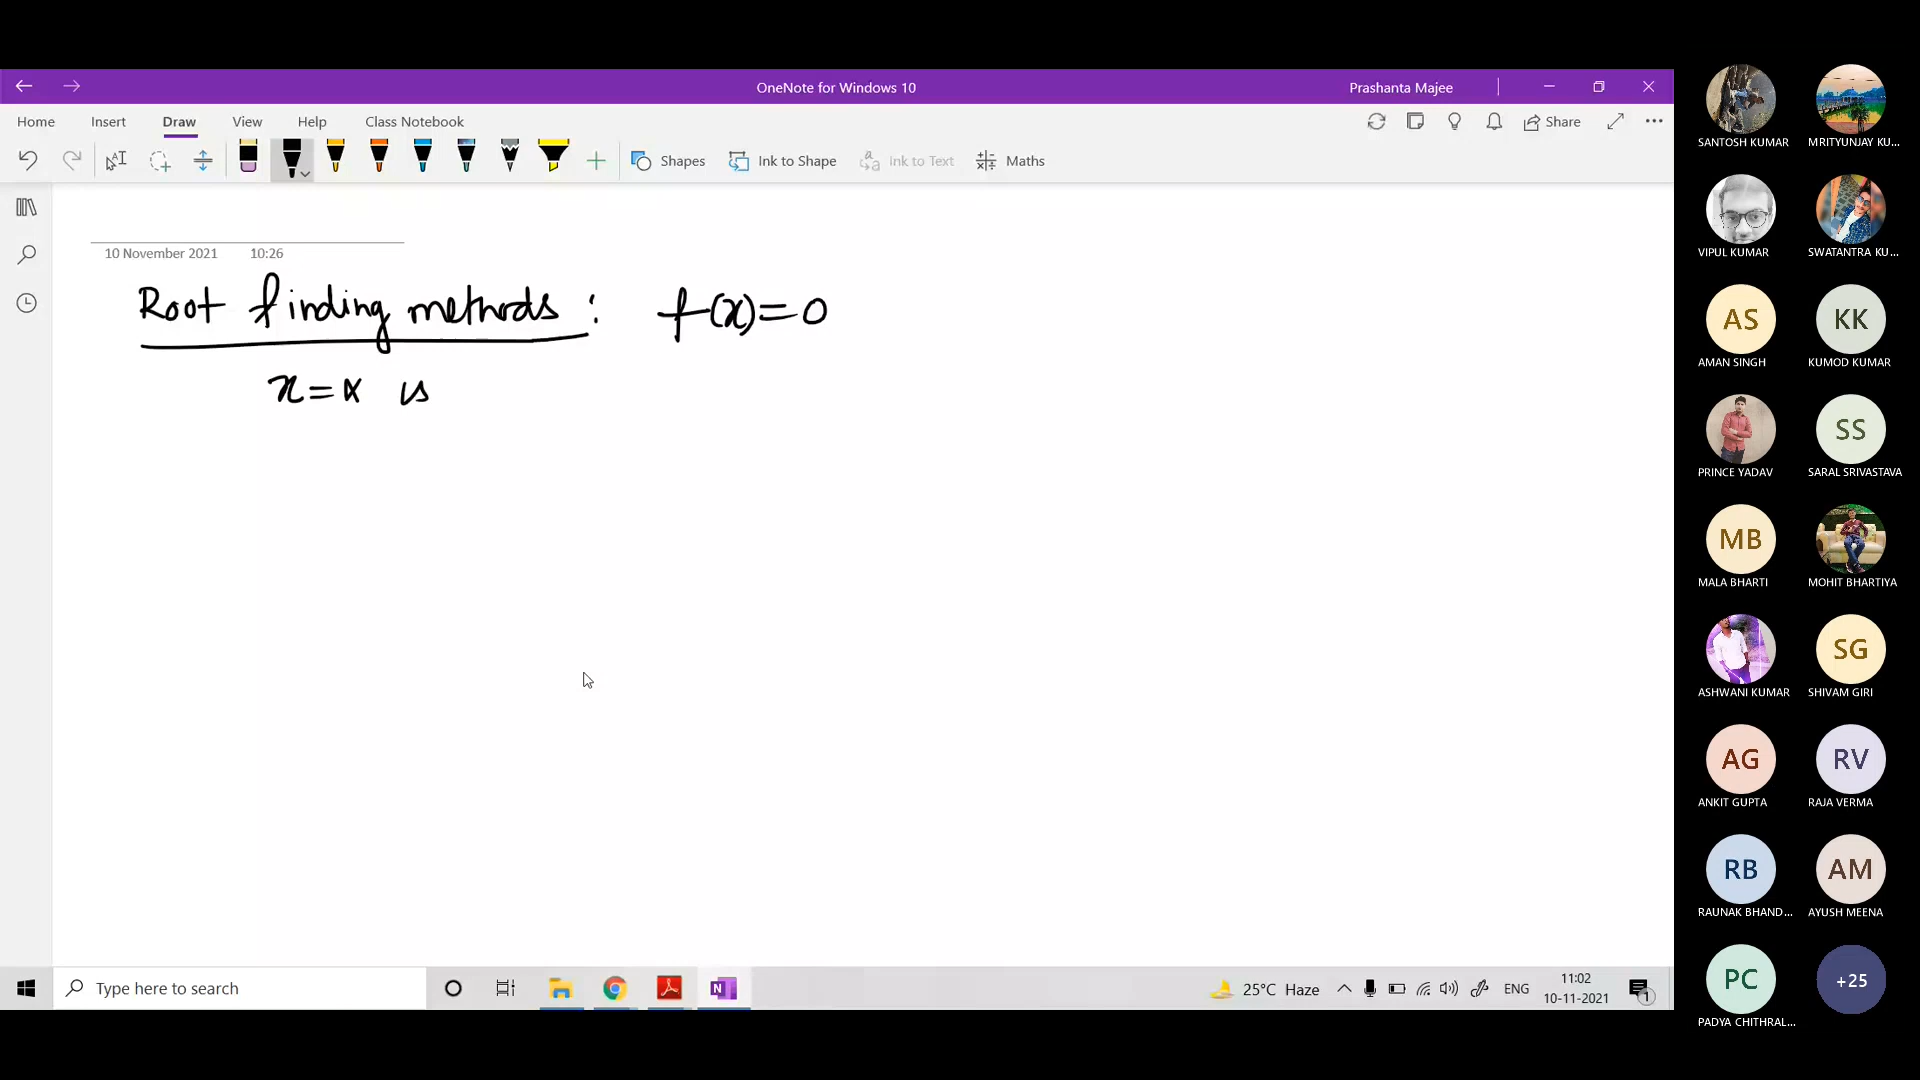 OneNote for Windows 10
Prashanta Majee
Home Insert Draw View Help Class Notebook
Share
Shapes Ink to Shape Ink to Text Maths
10 November 2021 10:26
Root finding methods : f(x)=0
x=α is
Type here to search
25°C Haze
ENG
11:02
10-11-2021
1
SANTOSH KUMAR
MRITYUNJAY KU...
VIPUL KUMAR
SWATANTRA KU...
AS
KK
AMAN SINGH
KUMOD KUMAR
SS
PRINCE YADAV
SARAL SRIVASTAVA
MB
MALA BHARTI
MOHIT BHARTIYA
SG
ASHWANI KUMAR
SHIVAM GIRI
AG
RV
ANKIT GUPTA
RAJA VERMA
RB
AM
RAUNAK BHAND...
AYUSH MEENA
PC
+25
PADYA CHITHRAL...